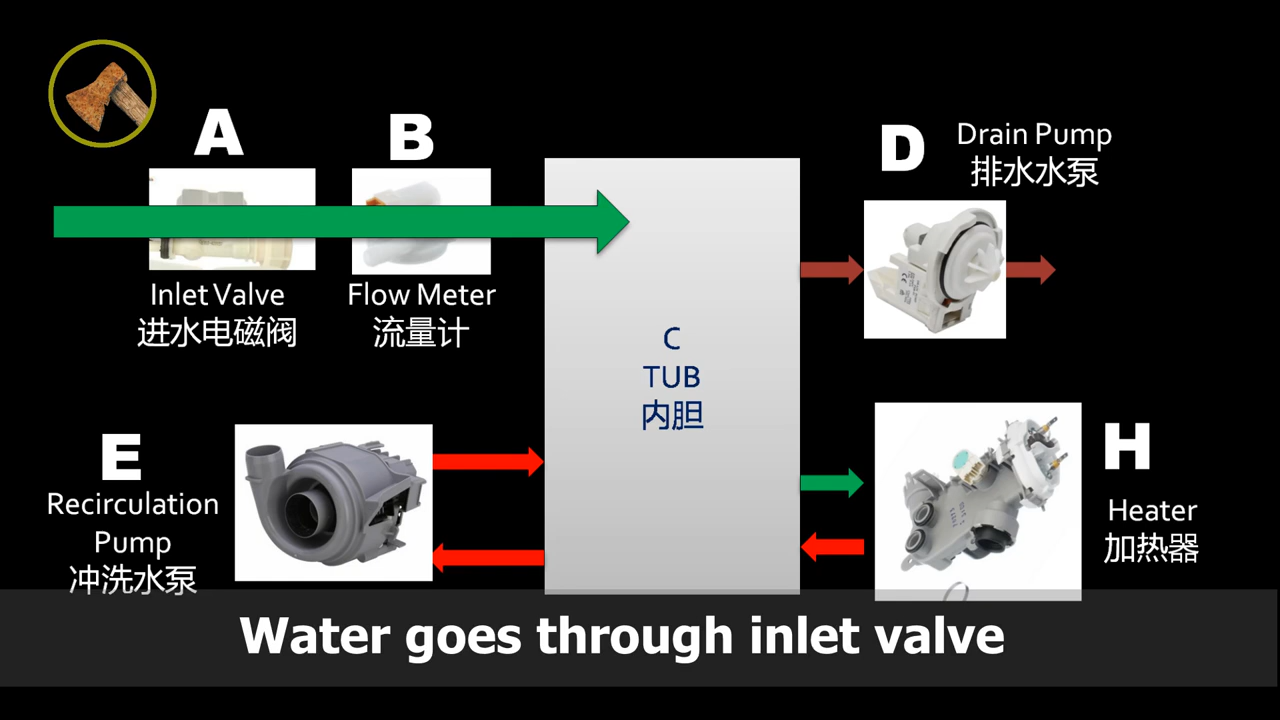 A
Inlet Valve
进水电磁阀
B
Flow Meter
流量计
C
TUB
内胆
D
Drain Pump
排水水泵
E
Recirculation
Pump
冲洗水泵
H
Heater
加热器
Water goes through inlet valve